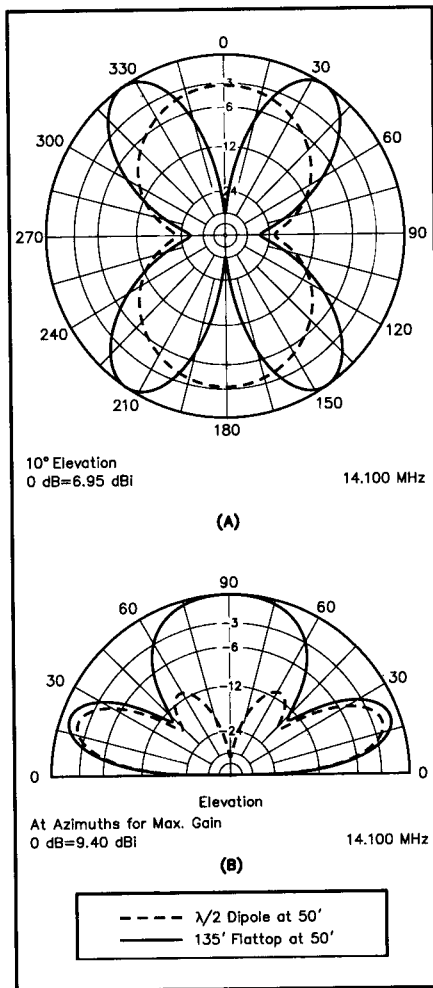 0
330
30
-3
-6
300
60
-12
-24
270
90
240
120
210
150
180
10° Elevation
0 dB=6.95 dBi
14.100 MHz
(A)
90
60
60
-3
-6
30
30
-12
-24
0
0
Elevation
At Azimuths for Max. Gain
0 dB=9.40 dBi
14.100 MHz
(B)
λ/2 Dipole at 50'
135' Flattop at 50'